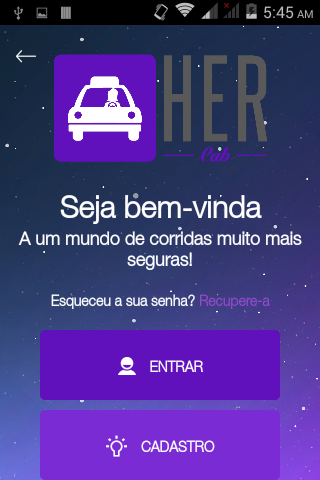 5:45 AM
HER
Cab
Seja bem-vinda
A um mundo de corridas muito mais
seguras!
Esqueceu a sua senha? Recupere-a
ENTRAR
CADASTRO